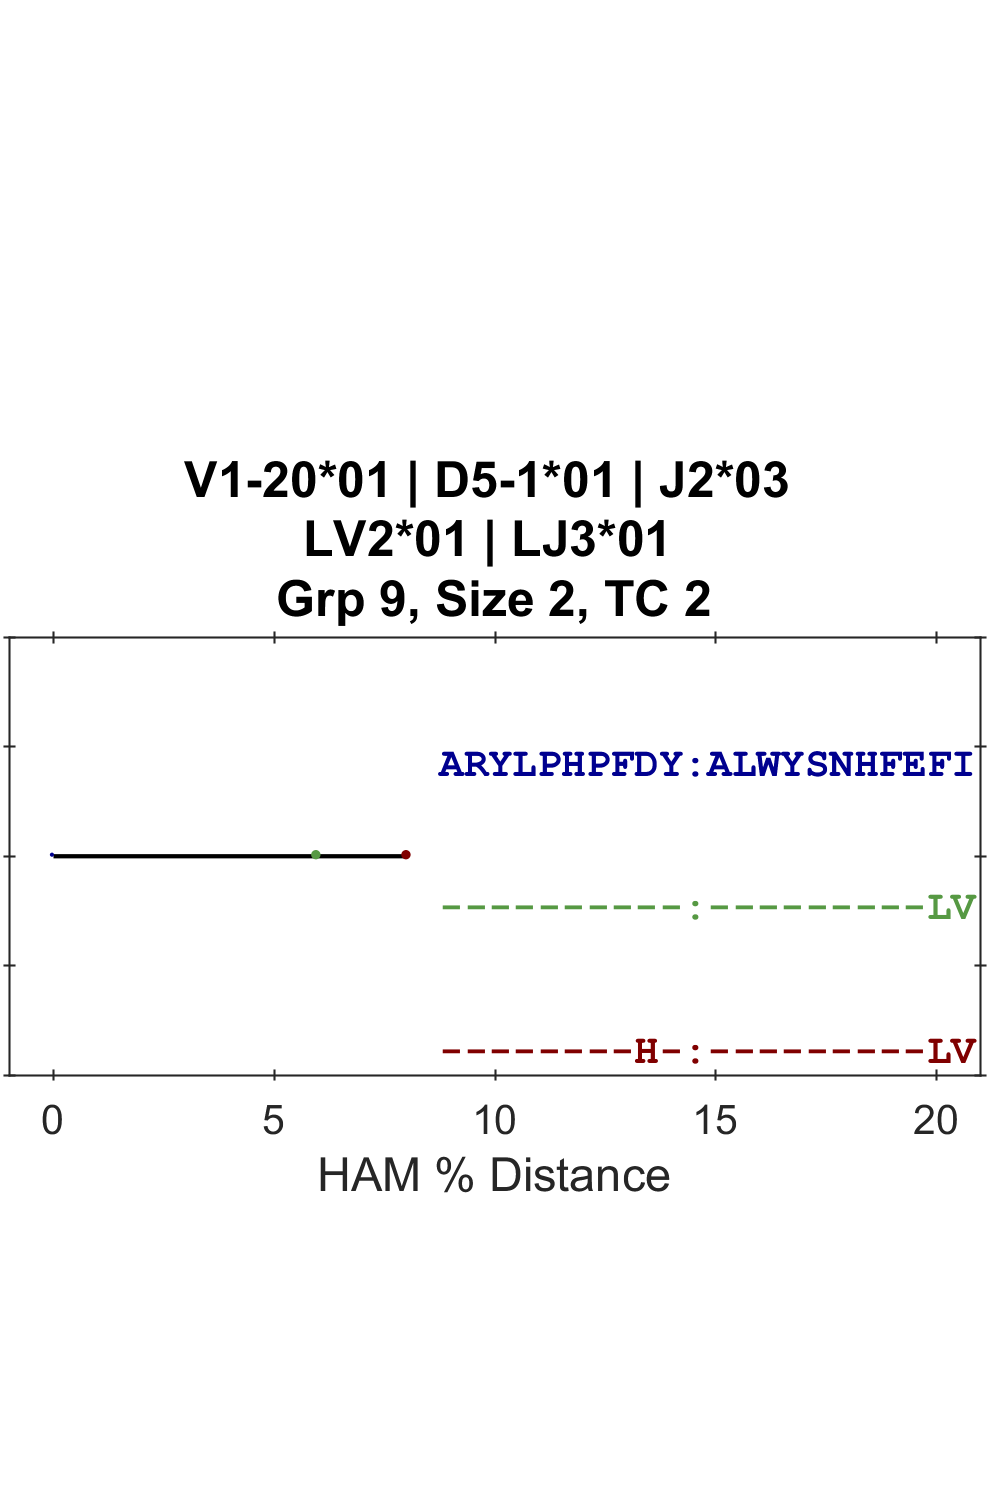 V1-20*01 | D5-1*01 | J2*03
LV2*01 | LJ3*01
Grp 9, Size 2, TC 2
ARYLPHPFDY:ALWYSNHFEFI
----------:---------LV
--------H-:---------LV
0 5 10 15 20
HAM % Distance